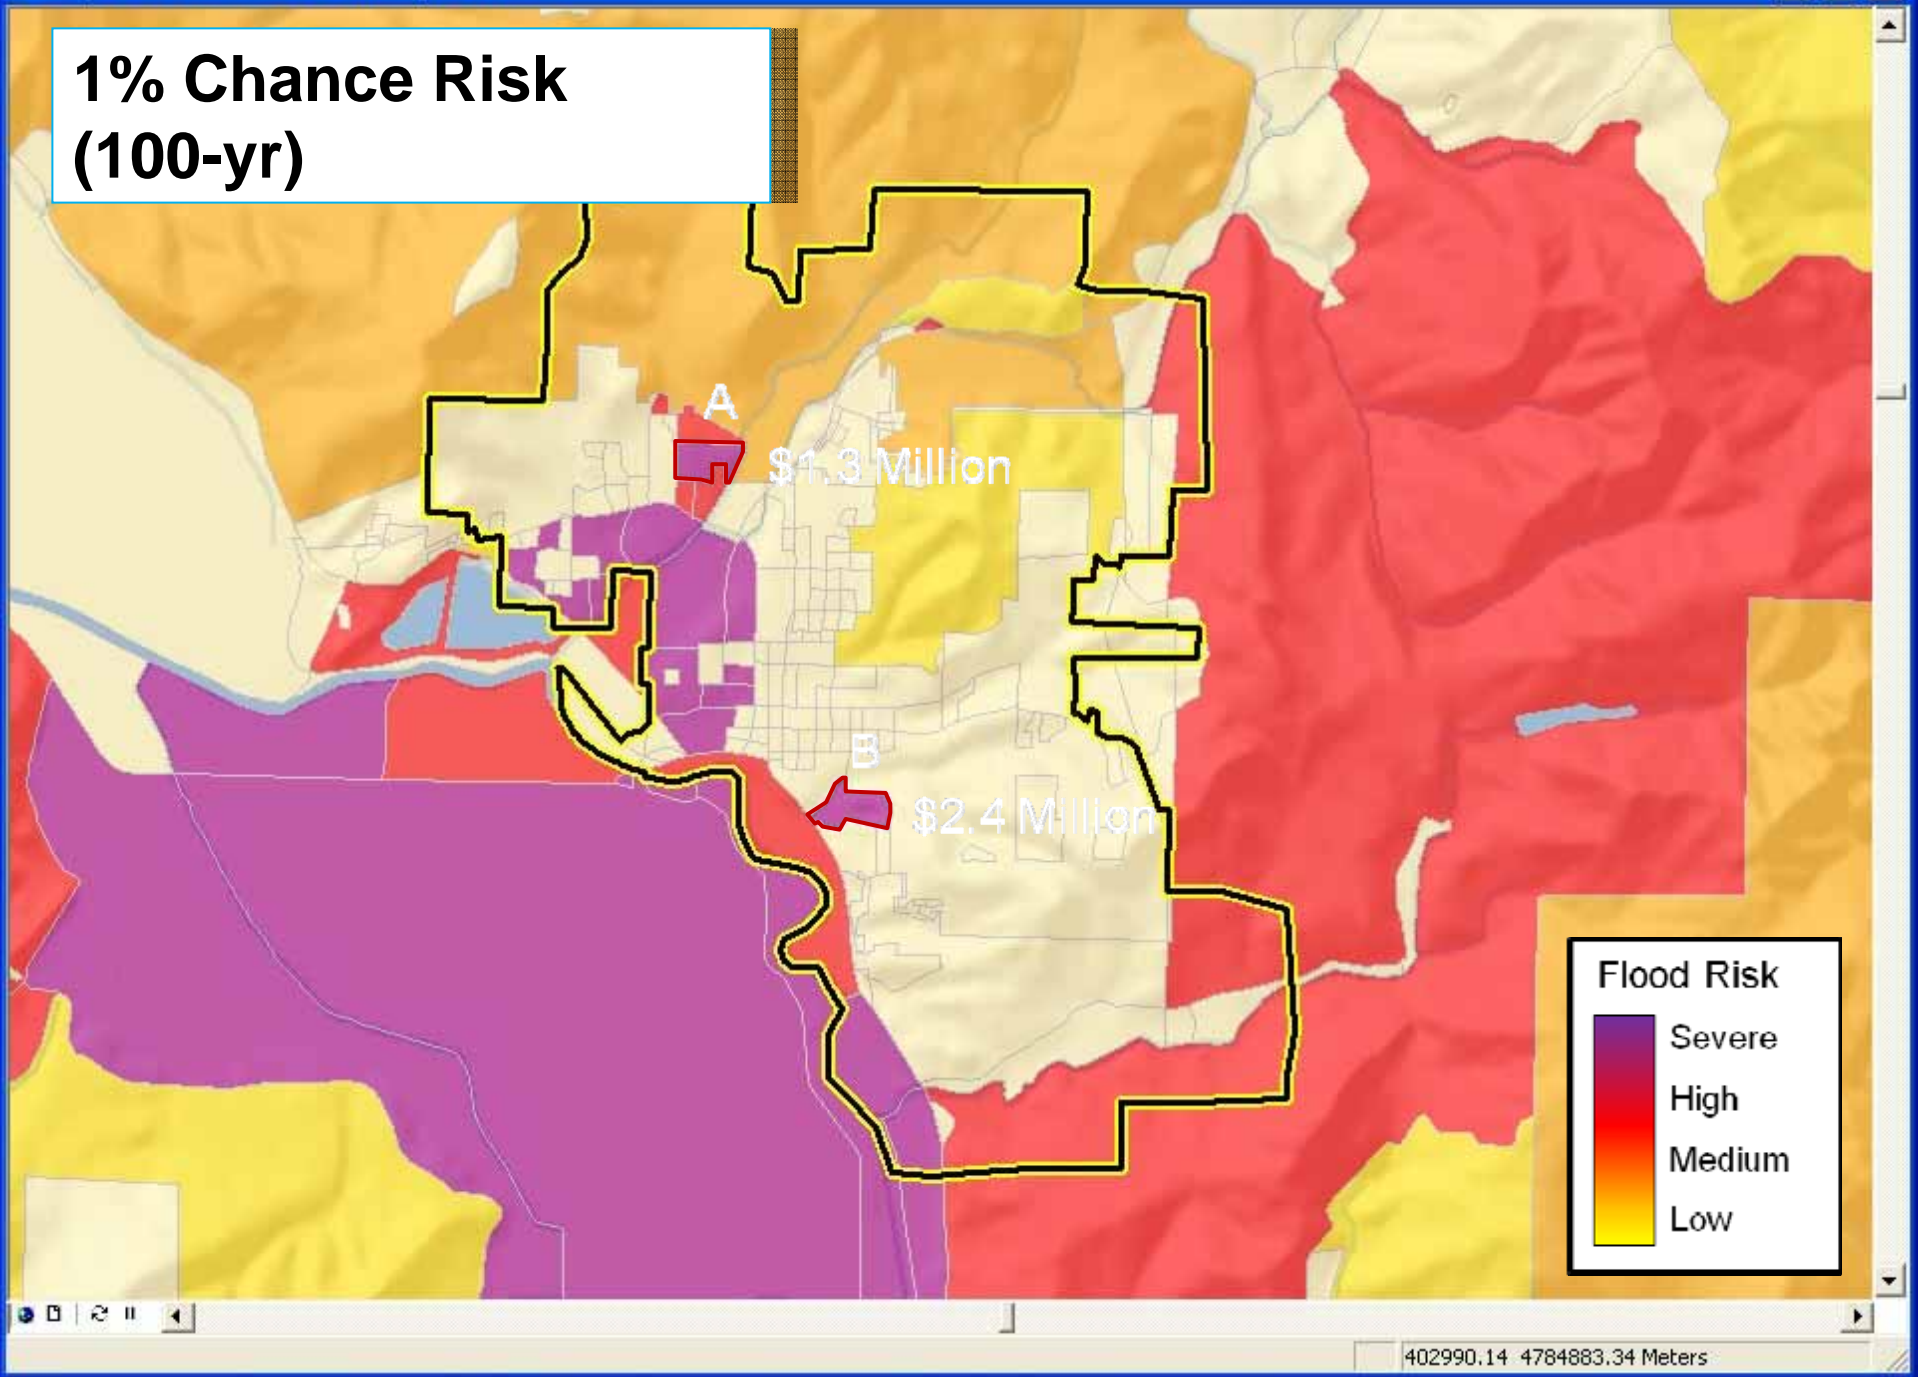 1% Chance Risk
(100-yr)
A
$1.3 Million
B
$2.4 Million
Flood Risk
Severe
High
Medium
Low
402990.14 4784883.34 Meters